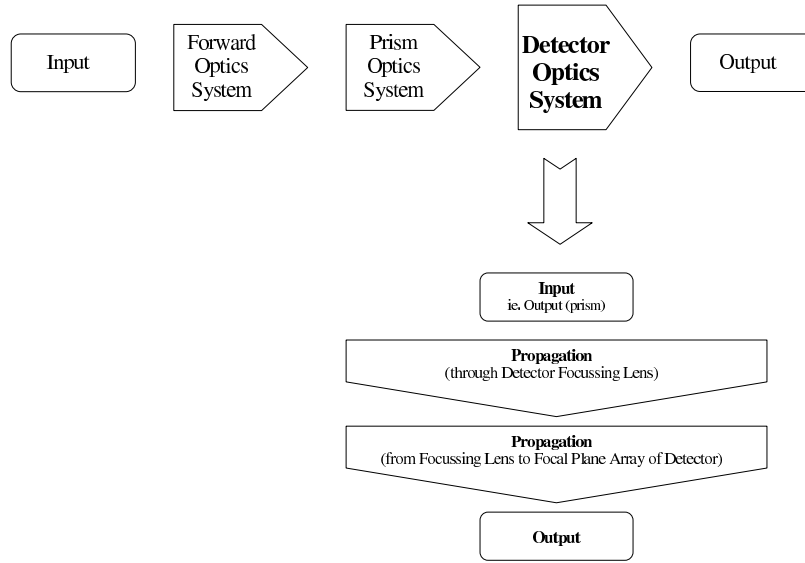 Input
Forward
Optics
System
Prism
Optics
System
Detector
Optics
System
Output
Input
ie. Output (prism)
Propagation
(through Detector Focussing Lens)
Propagation
(from Focussing Lens to Focal Plane Array of Detector)
Output